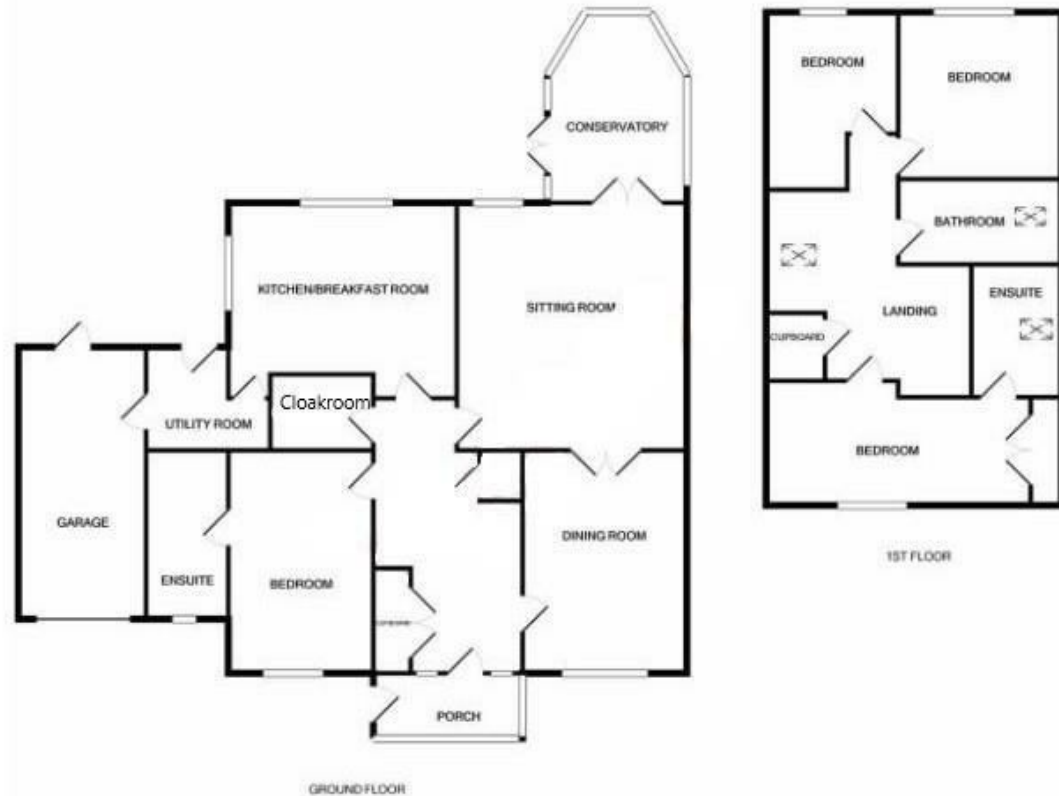 CONSERVATORY
KITCHEN/BREAKFAST ROOM
SITTING ROOM
Cloakroom
UTILITY ROOM
GARAGE
ENSUITE
BEDROOM
DINING ROOM
PORCH
GROUND FLOOR
BEDROOM
BEDROOM
BATHROOM
ENSUITE
LANDING
CUPBOARD
BEDROOM
1ST FLOOR